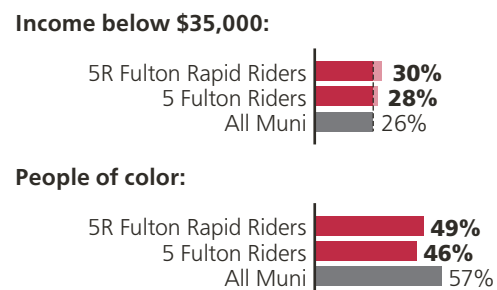 Income below $35,000:
5R Fulton Rapid Riders 30%
5 Fulton Riders 28%
All Muni 26%
People of color:
5R Fulton Rapid Riders 49%
5 Fulton Riders 46%
All Muni 57%